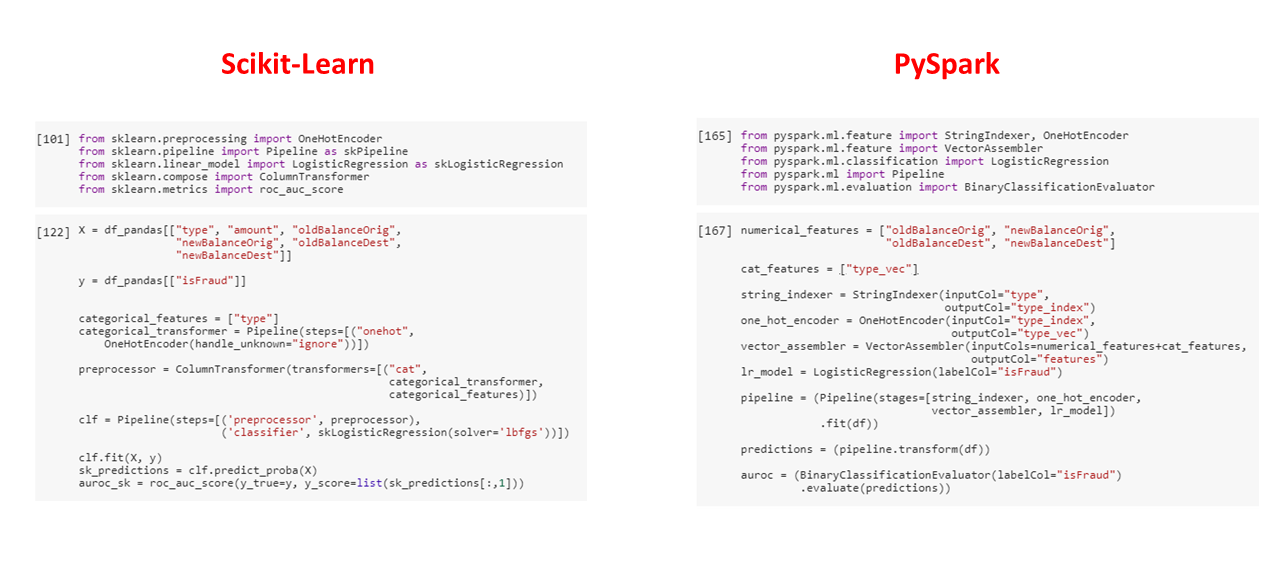 Scikit-Learn
[101] from sklearn.preprocessing import OneHotEncoder
from sklearn.pipeline import Pipeline as skPipeline
from sklearn.linear_model import LogisticRegression as skLogisticRegression
from sklearn.compose import ColumnTransformer
from sklearn.metrics import roc_auc_score
[122] X = df_pandas[["type", "amount", "oldBalanceOrig",
"newBalanceOrig", "oldBalanceDest",
"newBalanceDest"]]
y = df_pandas[["isFraud"]]
categorical_features = ["type"]
categorical_transformer = Pipeline(steps=[("onehot",
OneHotEncoder(handle_unknown="ignore"))])
preprocessor = ColumnTransformer(transformers=[("cat",
categorical_transformer,
categorical_features)])
clf = Pipeline(steps=[('preprocessor', preprocessor),
('classifier', skLogisticRegression(solver='lbfgs'))])
clf.fit(X, y)
sk_predictions = clf.predict_proba(X)
auroc_sk = roc_auc_score(y_true=y, y_score=list(sk_predictions[:,1]))
PySpark
[165] from pyspark.ml.feature import StringIndexer, OneHotEncoder
from pyspark.ml.feature import VectorAssembler
from pyspark.ml.classification import LogisticRegression
from pyspark.ml import Pipeline
from pyspark.ml.evaluation import BinaryClassificationEvaluator
[167] numerical_features = ["oldBalanceOrig", "newBalanceOrig",
"oldBalanceDest", "newBalanceDest"]
cat_features = ["type_vec"]
string_indexer = StringIndexer(inputCol="type",
outputCol="type_index")
one_hot_encoder = OneHotEncoder(inputCol="type_index",
outputCol="type_vec")
vector_assembler = VectorAssembler(inputCols=numerical_features+cat_features,
outputCol="features")
lr_model = LogisticRegression(labelCol="isFraud")
pipeline = (Pipeline(stages=[string_indexer, one_hot_encoder,
vector_assembler, lr_model])
.fit(df))
predictions = (pipeline.transform(df))
auroc = (BinaryClassificationEvaluator(labelCol="isFraud")
.evaluate(predictions))